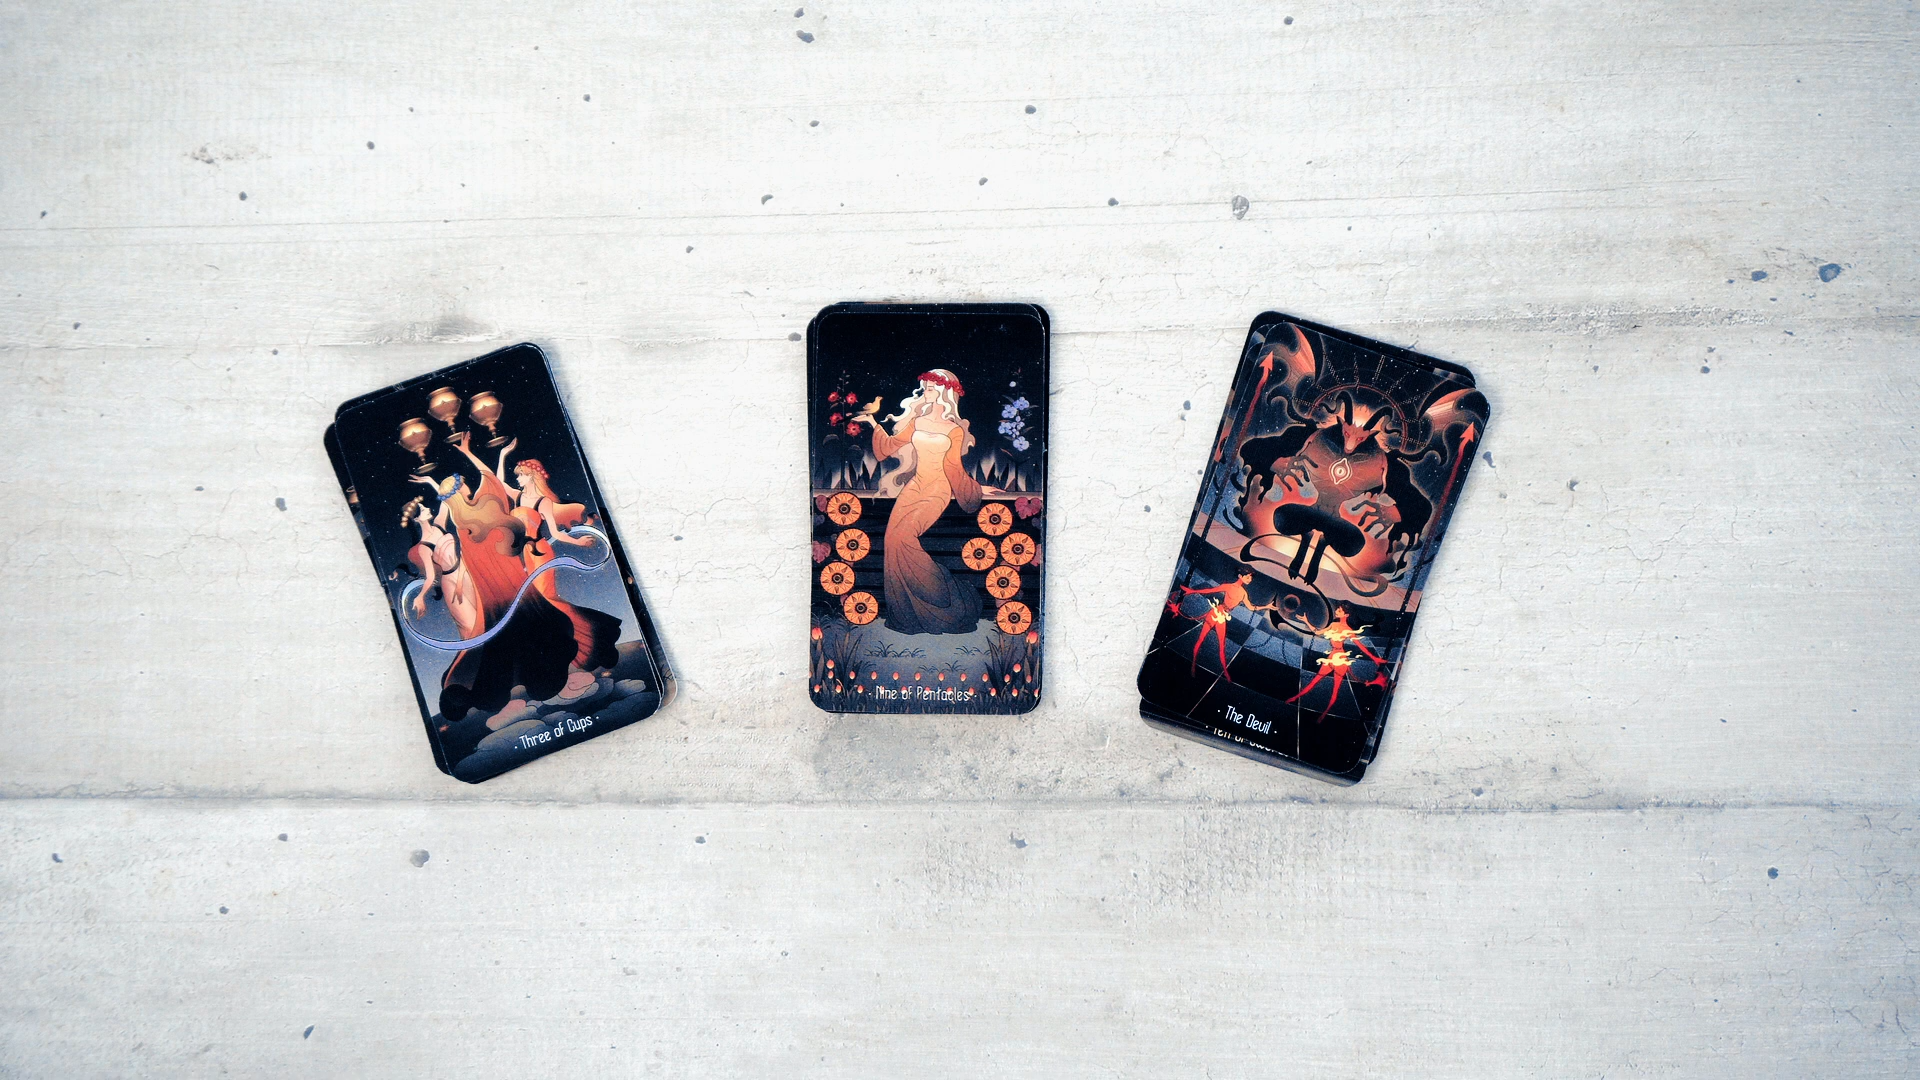 · Three of Cups ·
· Nine of Pentacles ·
· The Devil ·